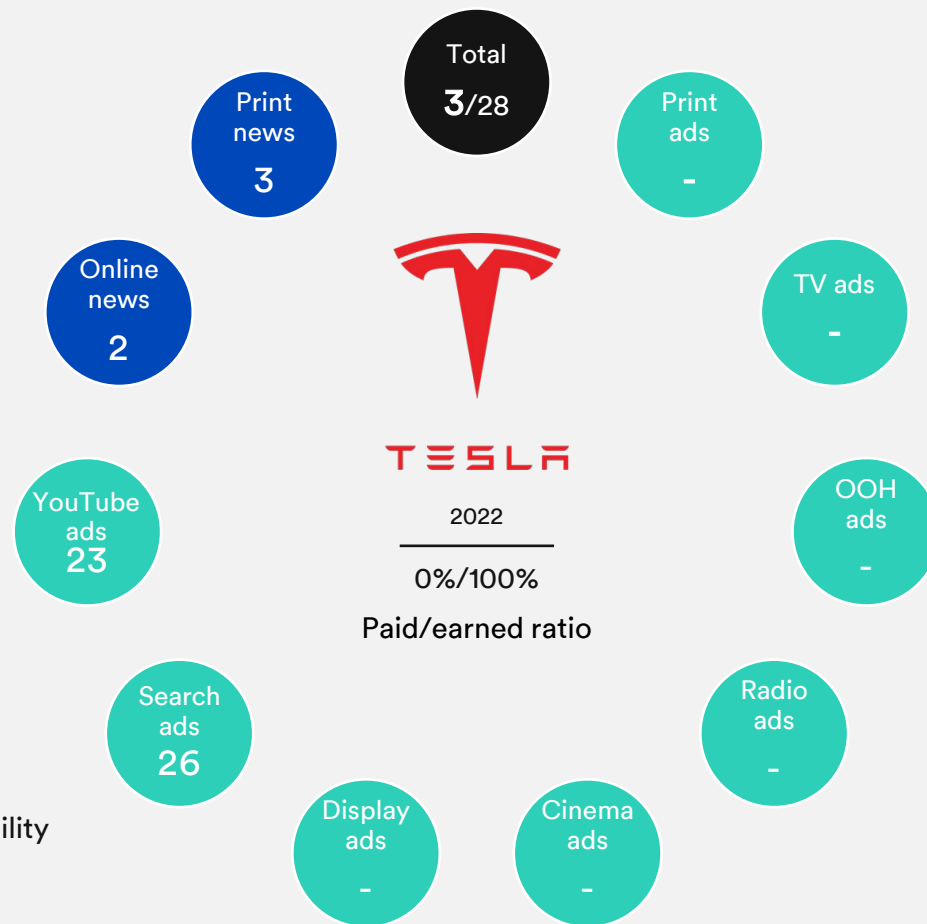 Total
3/28
Print
ads
-
TV ads
-
OOH
ads
-
Radio
ads
-
Cinema
ads
-
Display
ads
-
Search
ads
26
YouTube
ads
23
Online
news
2
Print
news
3
TESLA
2022
0%/100%
Paid/earned ratio
ility